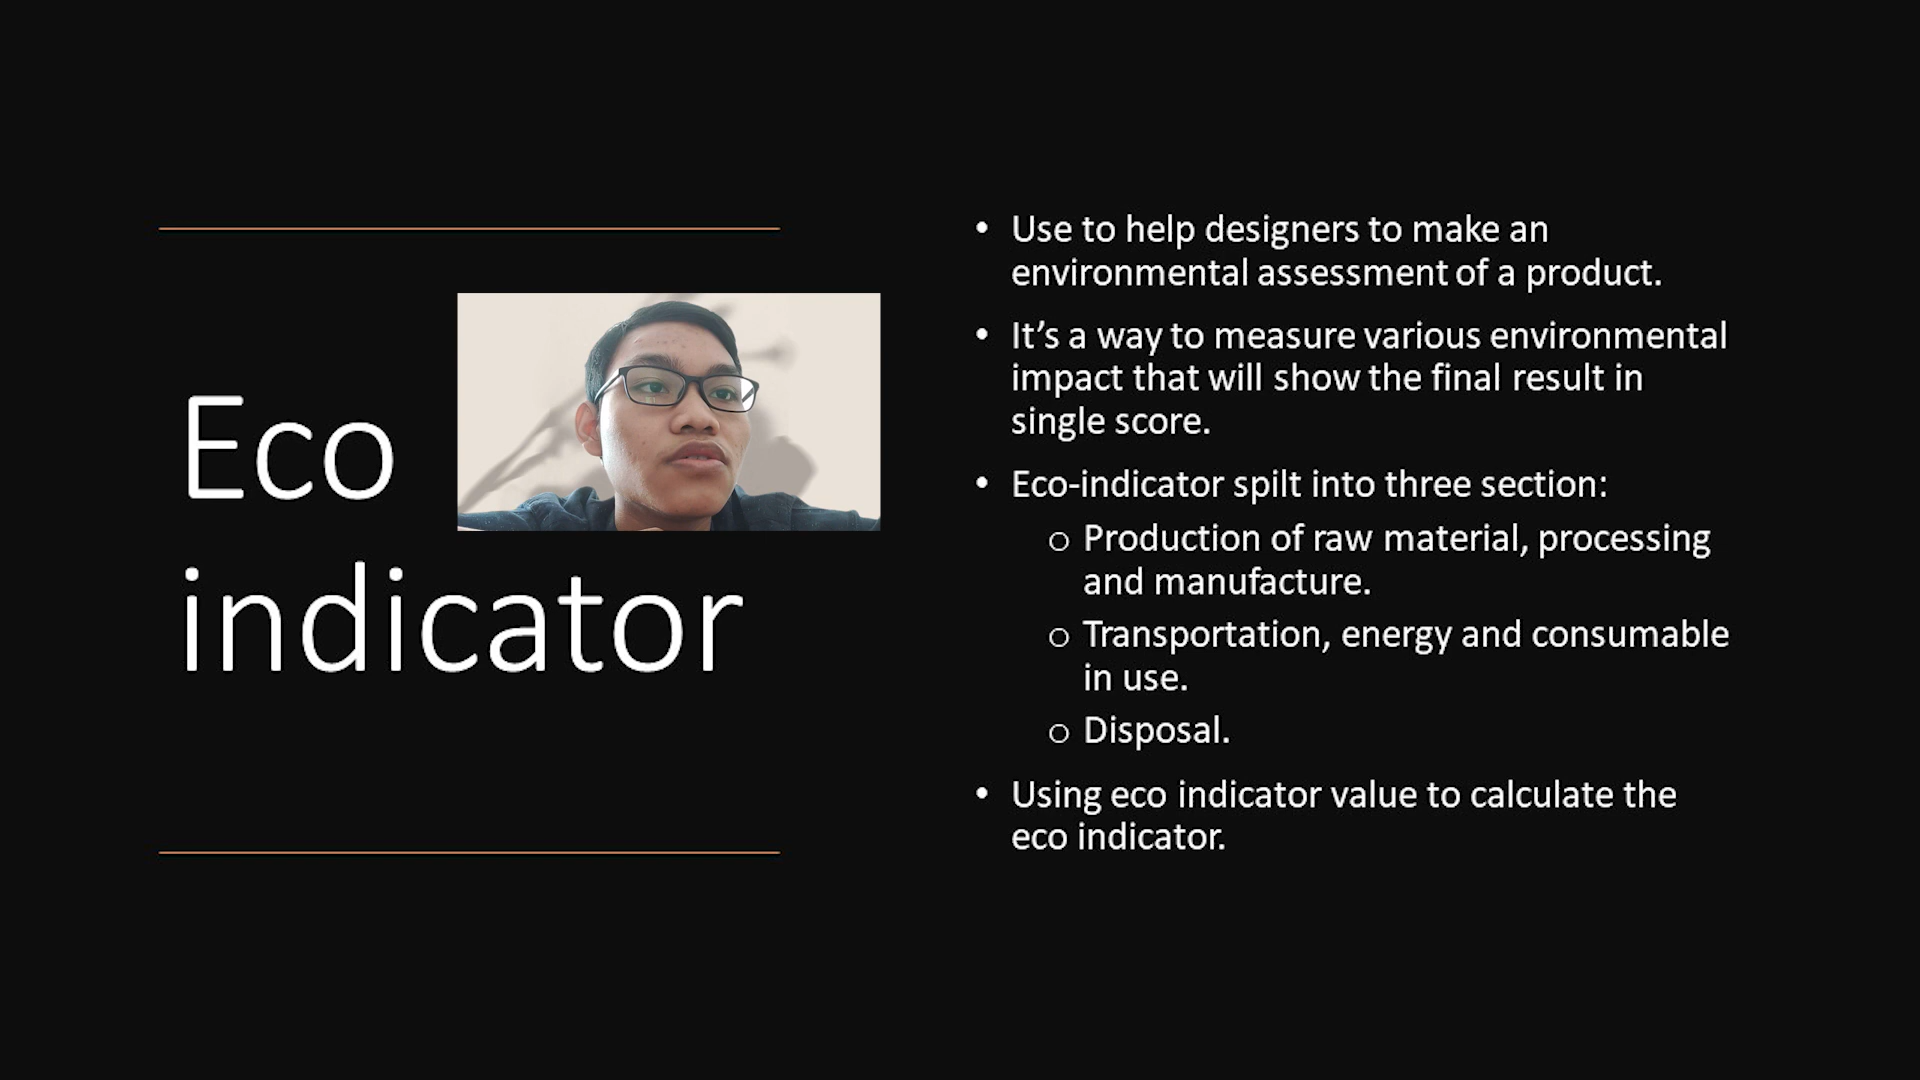 Eco
indicator
• Use to help designers to make an
environmental assessment of a product.
• It’s a way to measure various environmental
impact that will show the final result in
single score.
• Eco-indicator spilt into three section:
o Production of raw material, processing
and manufacture.
o Transportation, energy and consumable
in use.
o Disposal.
• Using eco indicator value to calculate the
eco indicator.